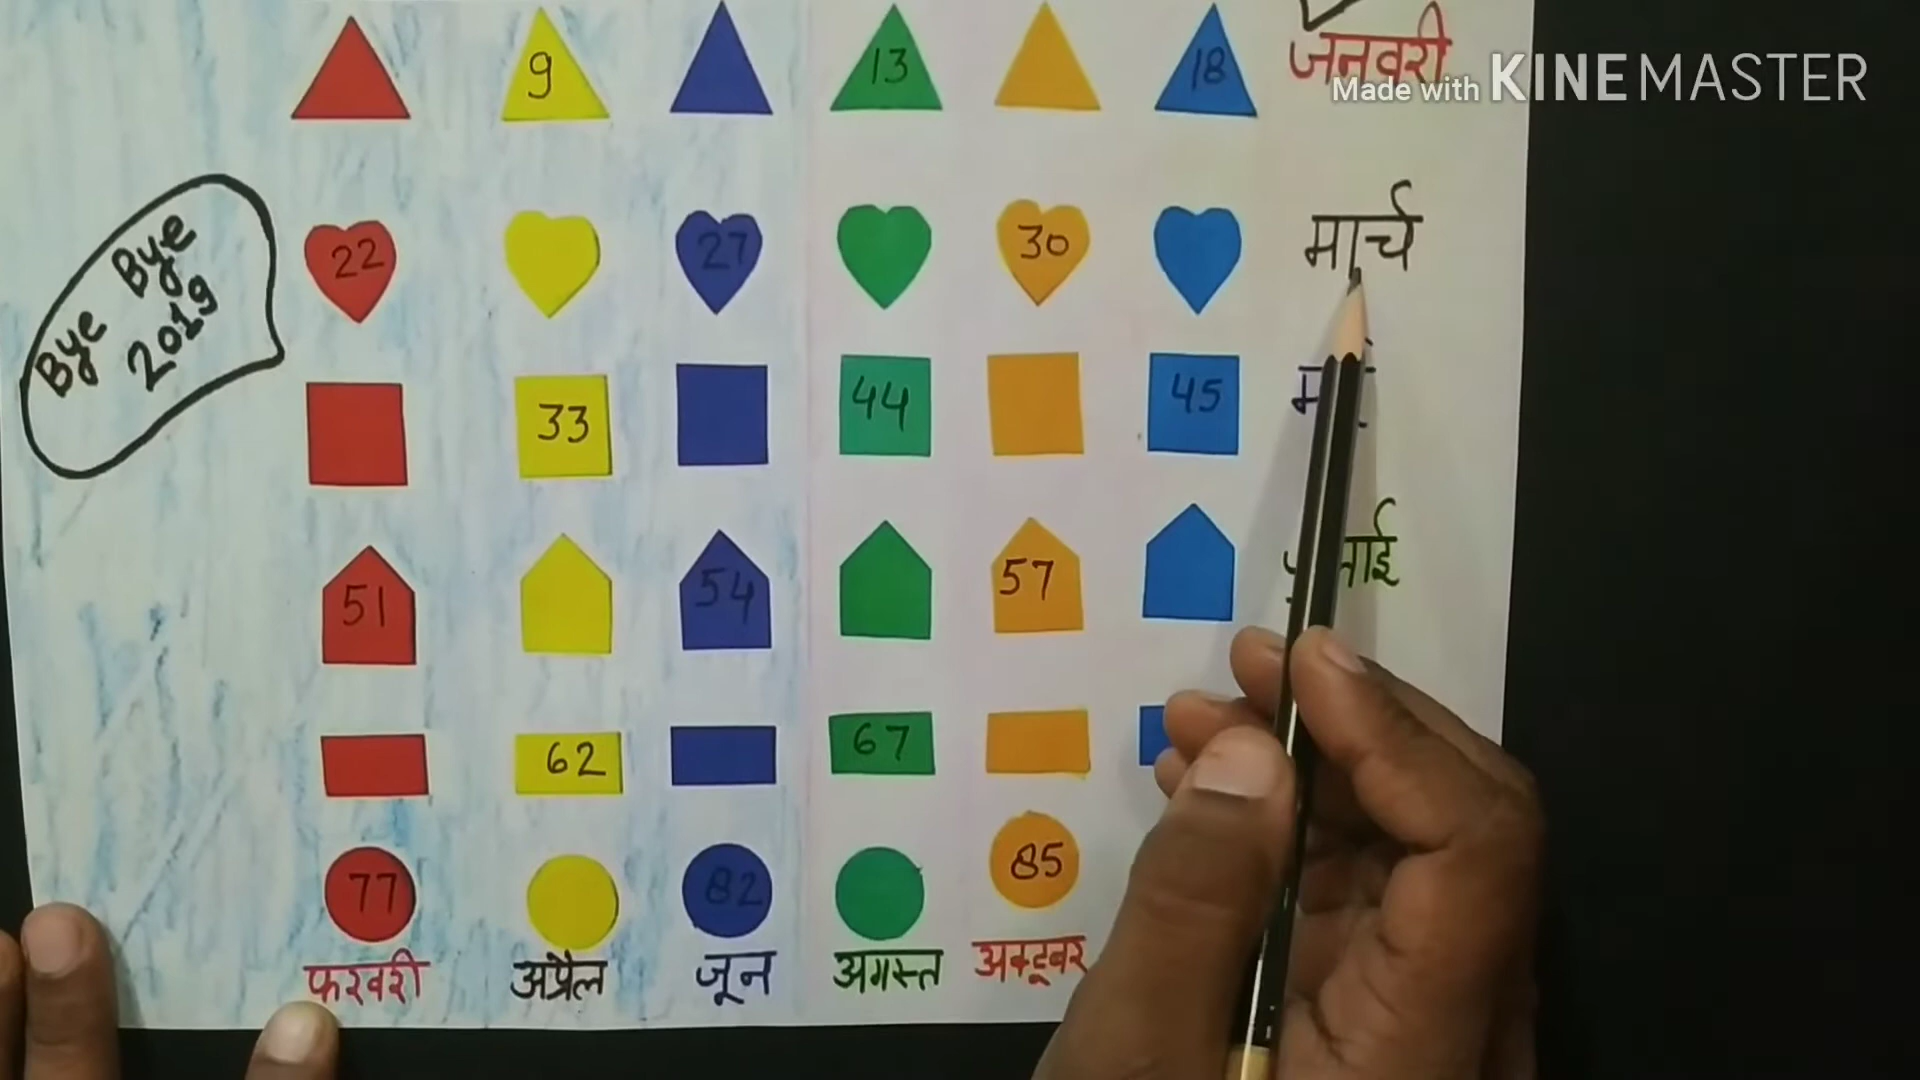 9 13 18 जनवरी
Made with KINEMASTER
Bye Bye
2019
22 27 30 मार्च
33 44 45
51 54 57
62 67
77 82 85
फरवरी अप्रैल जून अगस्त अक्टूबर